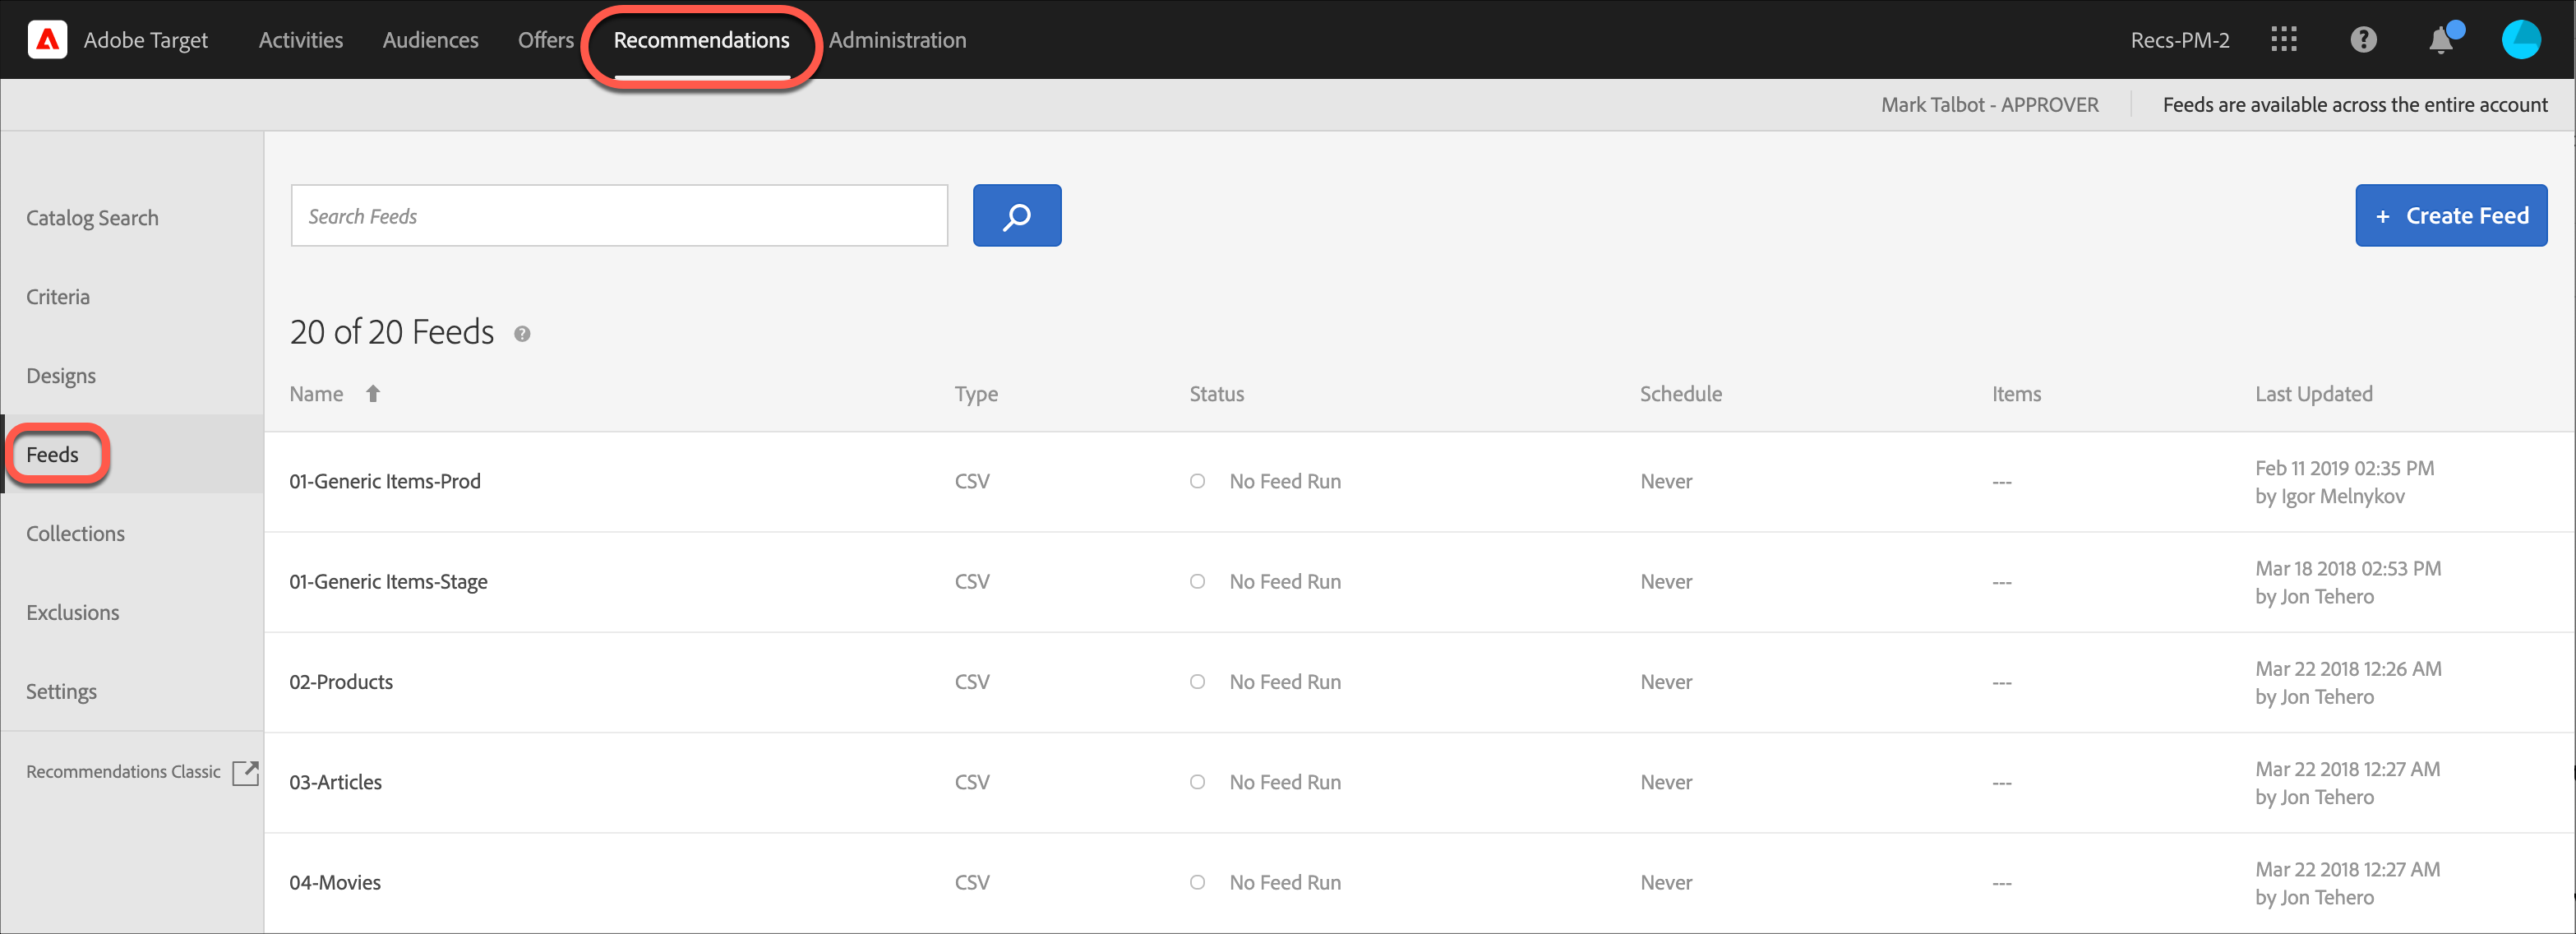 Adobe Target Activities Audiences Offers Recommendations Administration Recs-PM-2
Mark Talbot - APPROVER Feeds are available across the entire account
Catalog Search
Criteria
Designs
Feeds
Collections
Exclusions
Settings
Recommendations Classic
Search Feeds
+ Create Feed
20 of 20 Feeds
Name Type Status Schedule Items Last Updated
01-Generic Items-Prod CSV No Feed Run Never --- Feb 11 2019 02:35 PM
by Igor Melnykov
01-Generic Items-Stage CSV No Feed Run Never --- Mar 18 2018 02:53 PM
by Jon Tehero
02-Products CSV No Feed Run Never --- Mar 22 2018 12:26 AM
by Jon Tehero
03-Articles CSV No Feed Run Never --- Mar 22 2018 12:27 AM
by Jon Tehero
04-Movies CSV No Feed Run Never --- Mar 22 2018 12:27 AM
by Jon Tehero